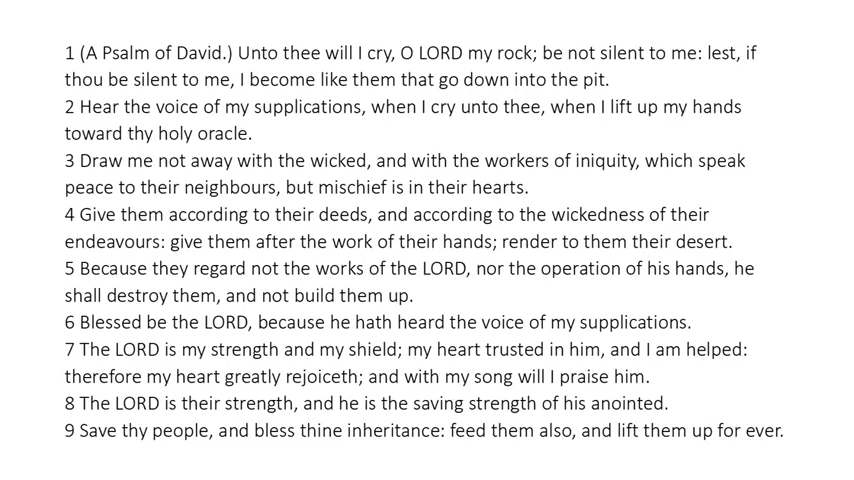 1 (A Psalm of David.) Unto thee will I cry, O LORD my rock; be not silent to me: lest, if
thou be silent to me, I become like them that go down into the pit.
2 Hear the voice of my supplications, when I cry unto thee, when I lift up my hands
toward thy holy oracle.
3 Draw me not away with the wicked, and with the workers of iniquity, which speak
peace to their neighbours, but mischief is in their hearts.
4 Give them according to their deeds, and according to the wickedness of their
endeavours: give them after the work of their hands; render to them their desert.
5 Because they regard not the works of the LORD, nor the operation of his hands, he
shall destroy them, and not build them up.
6 Blessed be the LORD, because he hath heard the voice of my supplications.
7 The LORD is my strength and my shield; my heart trusted in him, and I am helped:
therefore my heart greatly rejoiceth; and with my song will I praise him.
8 The LORD is their strength, and he is the saving strength of his anointed.
9 Save thy people, and bless thine inheritance: feed them also, and lift them up for ever.